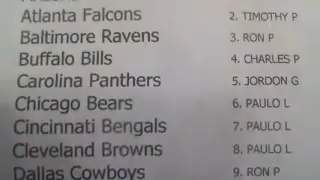 Atlanta Falcons 2. TIMOTHY P
Baltimore Ravens 3. RON P
Buffalo Bills 4. CHARLES P
Carolina Panthers 5. JORDON G
Chicago Bears 6. PAULO L
Cincinnati Bengals 7. PAULO L
Cleveland Browns 8. PAULO L
Dallas Cowboys 9. RON P